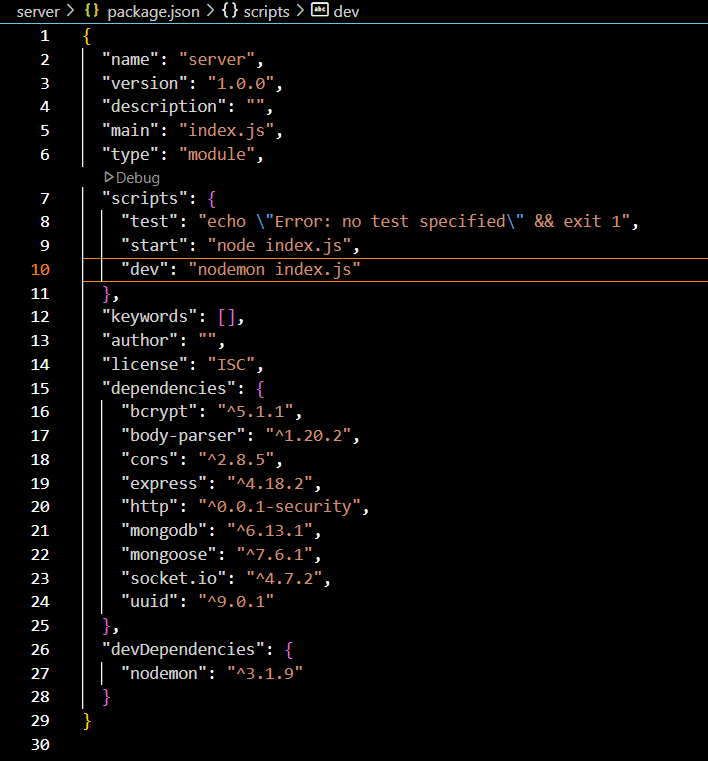 server > {} package.json > {} scripts > abc dev
1 {
2 "name": "server",
3 "version": "1.0.0",
4 "description": "",
5 "main": "index.js",
6 "type": "module",
Debug
7 "scripts": {
8 "test": "echo \"Error: no test specified\" && exit 1",
9 "start": "node index.js",
10 "dev": "nodemon index.js"
11 },
12 "keywords": [],
13 "author": "",
14 "license": "ISC",
15 "dependencies": {
16 "bcrypt": "^5.1.1",
17 "body-parser": "^1.20.2",
18 "cors": "^2.8.5",
19 "express": "^4.18.2",
20 "http": "^0.0.1-security",
21 "mongodb": "^6.13.1",
22 "mongoose": "^7.6.1",
23 "socket.io": "^4.7.2",
24 "uuid": "^9.0.1"
25 },
26 "devDependencies": {
27 "nodemon": "^3.1.9"
28 }
29 }
30